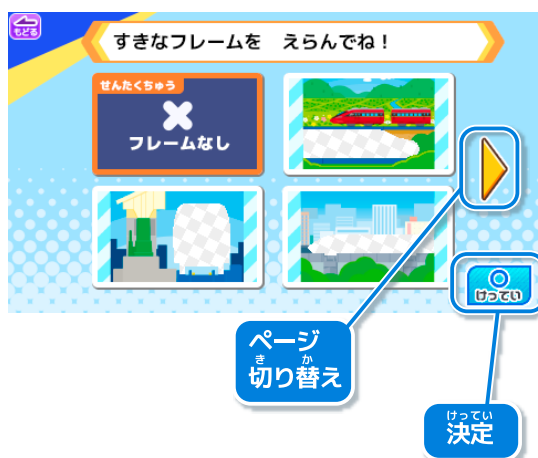 もどる
すきなフレームを えらんでね!
せんたくちゅう
フレームなし
けってい
ページ
切り替え
き か
決定
けってい